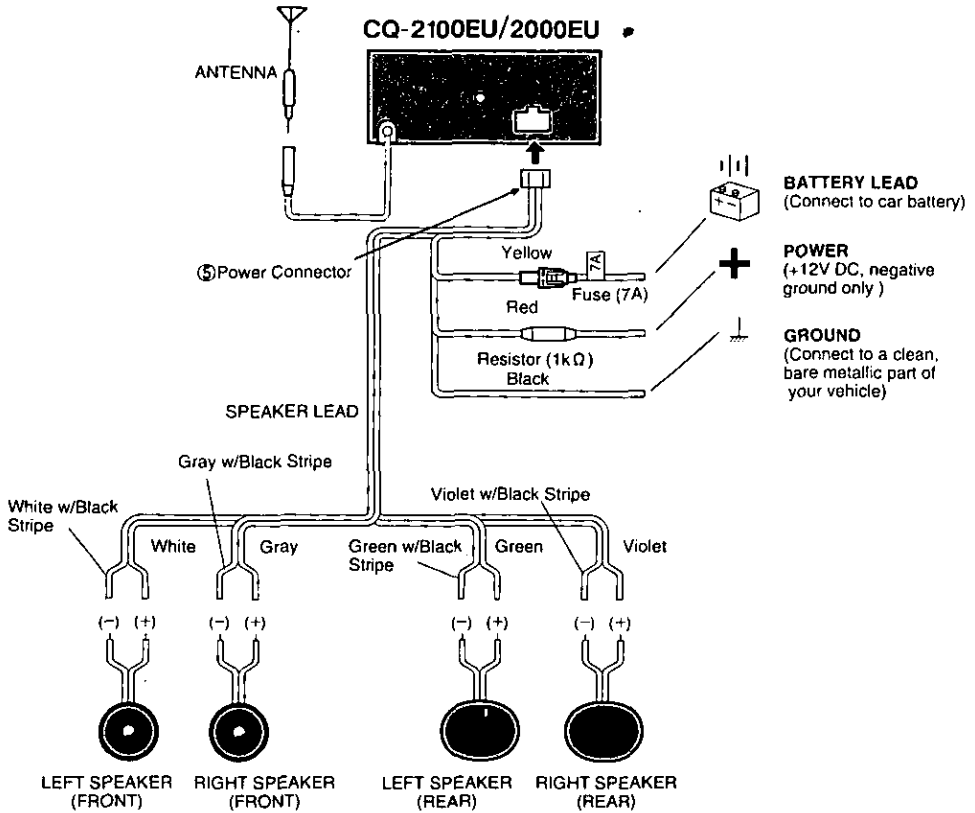 CQ-2100EU/2000EU
ANTENNA
BATTERY LEAD
(Connect to car battery)
⑤Power Connector
Yellow
7A
Fuse (7A)
POWER
(+12V DC, negative
ground only )
Red
Resistor (1kΩ)
GROUND
(Connect to a clean,
bare metallic part of
your vehicle)
Black
SPEAKER LEAD
Gray w/Black Stripe
White w/Black
Stripe
White
Gray
Violet w/Black Stripe
Green w/Black
Stripe
Green
Violet
(−) (+) (−) (+) (−) (+) (−) (+)
LEFT SPEAKER
(FRONT)
RIGHT SPEAKER
(FRONT)
LEFT SPEAKER
(REAR)
RIGHT SPEAKER
(REAR)